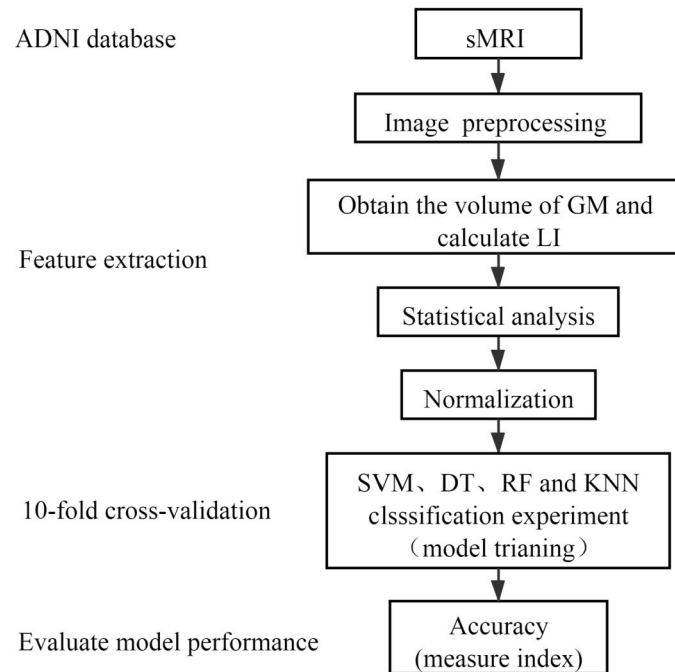 ADNI database
sMRI
Image preprocessing
Obtain the volume of GM and
calculate LI
Feature extraction
Statistical analysis
Normalization
SVM、DT、RF and KNN
10-fold cross-validation
clsssification experiment
（model trianing）
Evaluate model performance
Accuracy
(measure index)